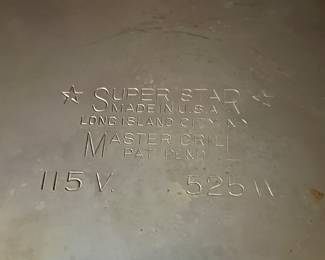 SUPER STAR
MADE IN U.S.A
LONG ISLAND CITY N.Y
MASTER GRILL
PAT. PEND
115 V. 525 W